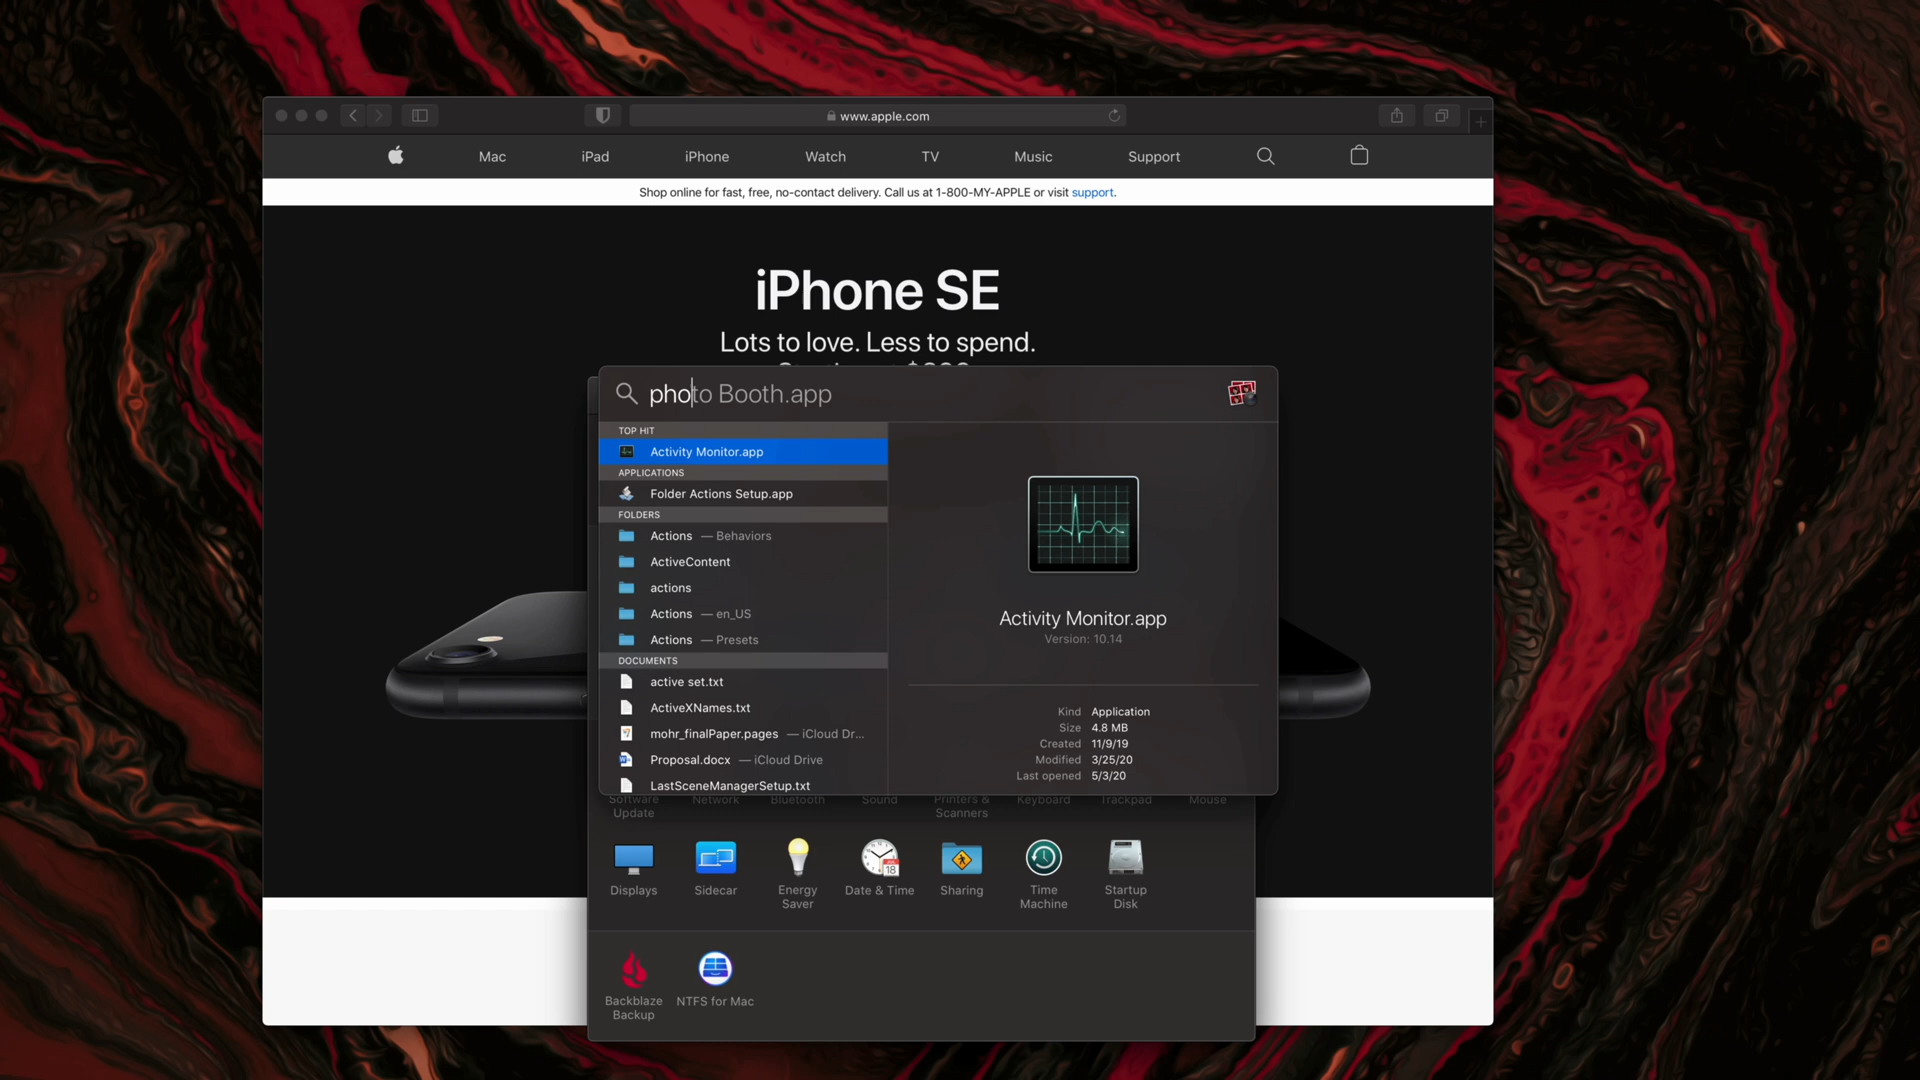 www.apple.com
Mac iPad iPhone Watch TV Music Support
Shop online for fast, free, no-contact delivery. Call us at 1-800-MY-APPLE or visit support.
iPhone SE
Lots to love. Less to spend.
photo Booth.app
TOP HIT
Activity Monitor.app
APPLICATIONS
Folder Actions Setup.app
FOLDERS
Actions — Behaviors
ActiveContent
actions
Actions — en_US
Actions — Presets
DOCUMENTS
active set.txt
ActiveXNames.txt
mohr_finalPaper.pages — iCloud Dr...
Proposal.docx — iCloud Drive
LastSceneManagerSetup.txt
Activity Monitor.app
Version: 10.14
Kind Application
Size 4.8 MB
Created 11/9/19
Modified 3/25/20
Last opened 5/3/20
Software Update
Network
Bluetooth
Sound
Printers & Scanners
Keyboard
Trackpad
Mouse
Displays
Sidecar
Energy Saver
18
Date & Time
Sharing
Time Machine
Startup Disk
Backblaze Backup
NTFS for Mac